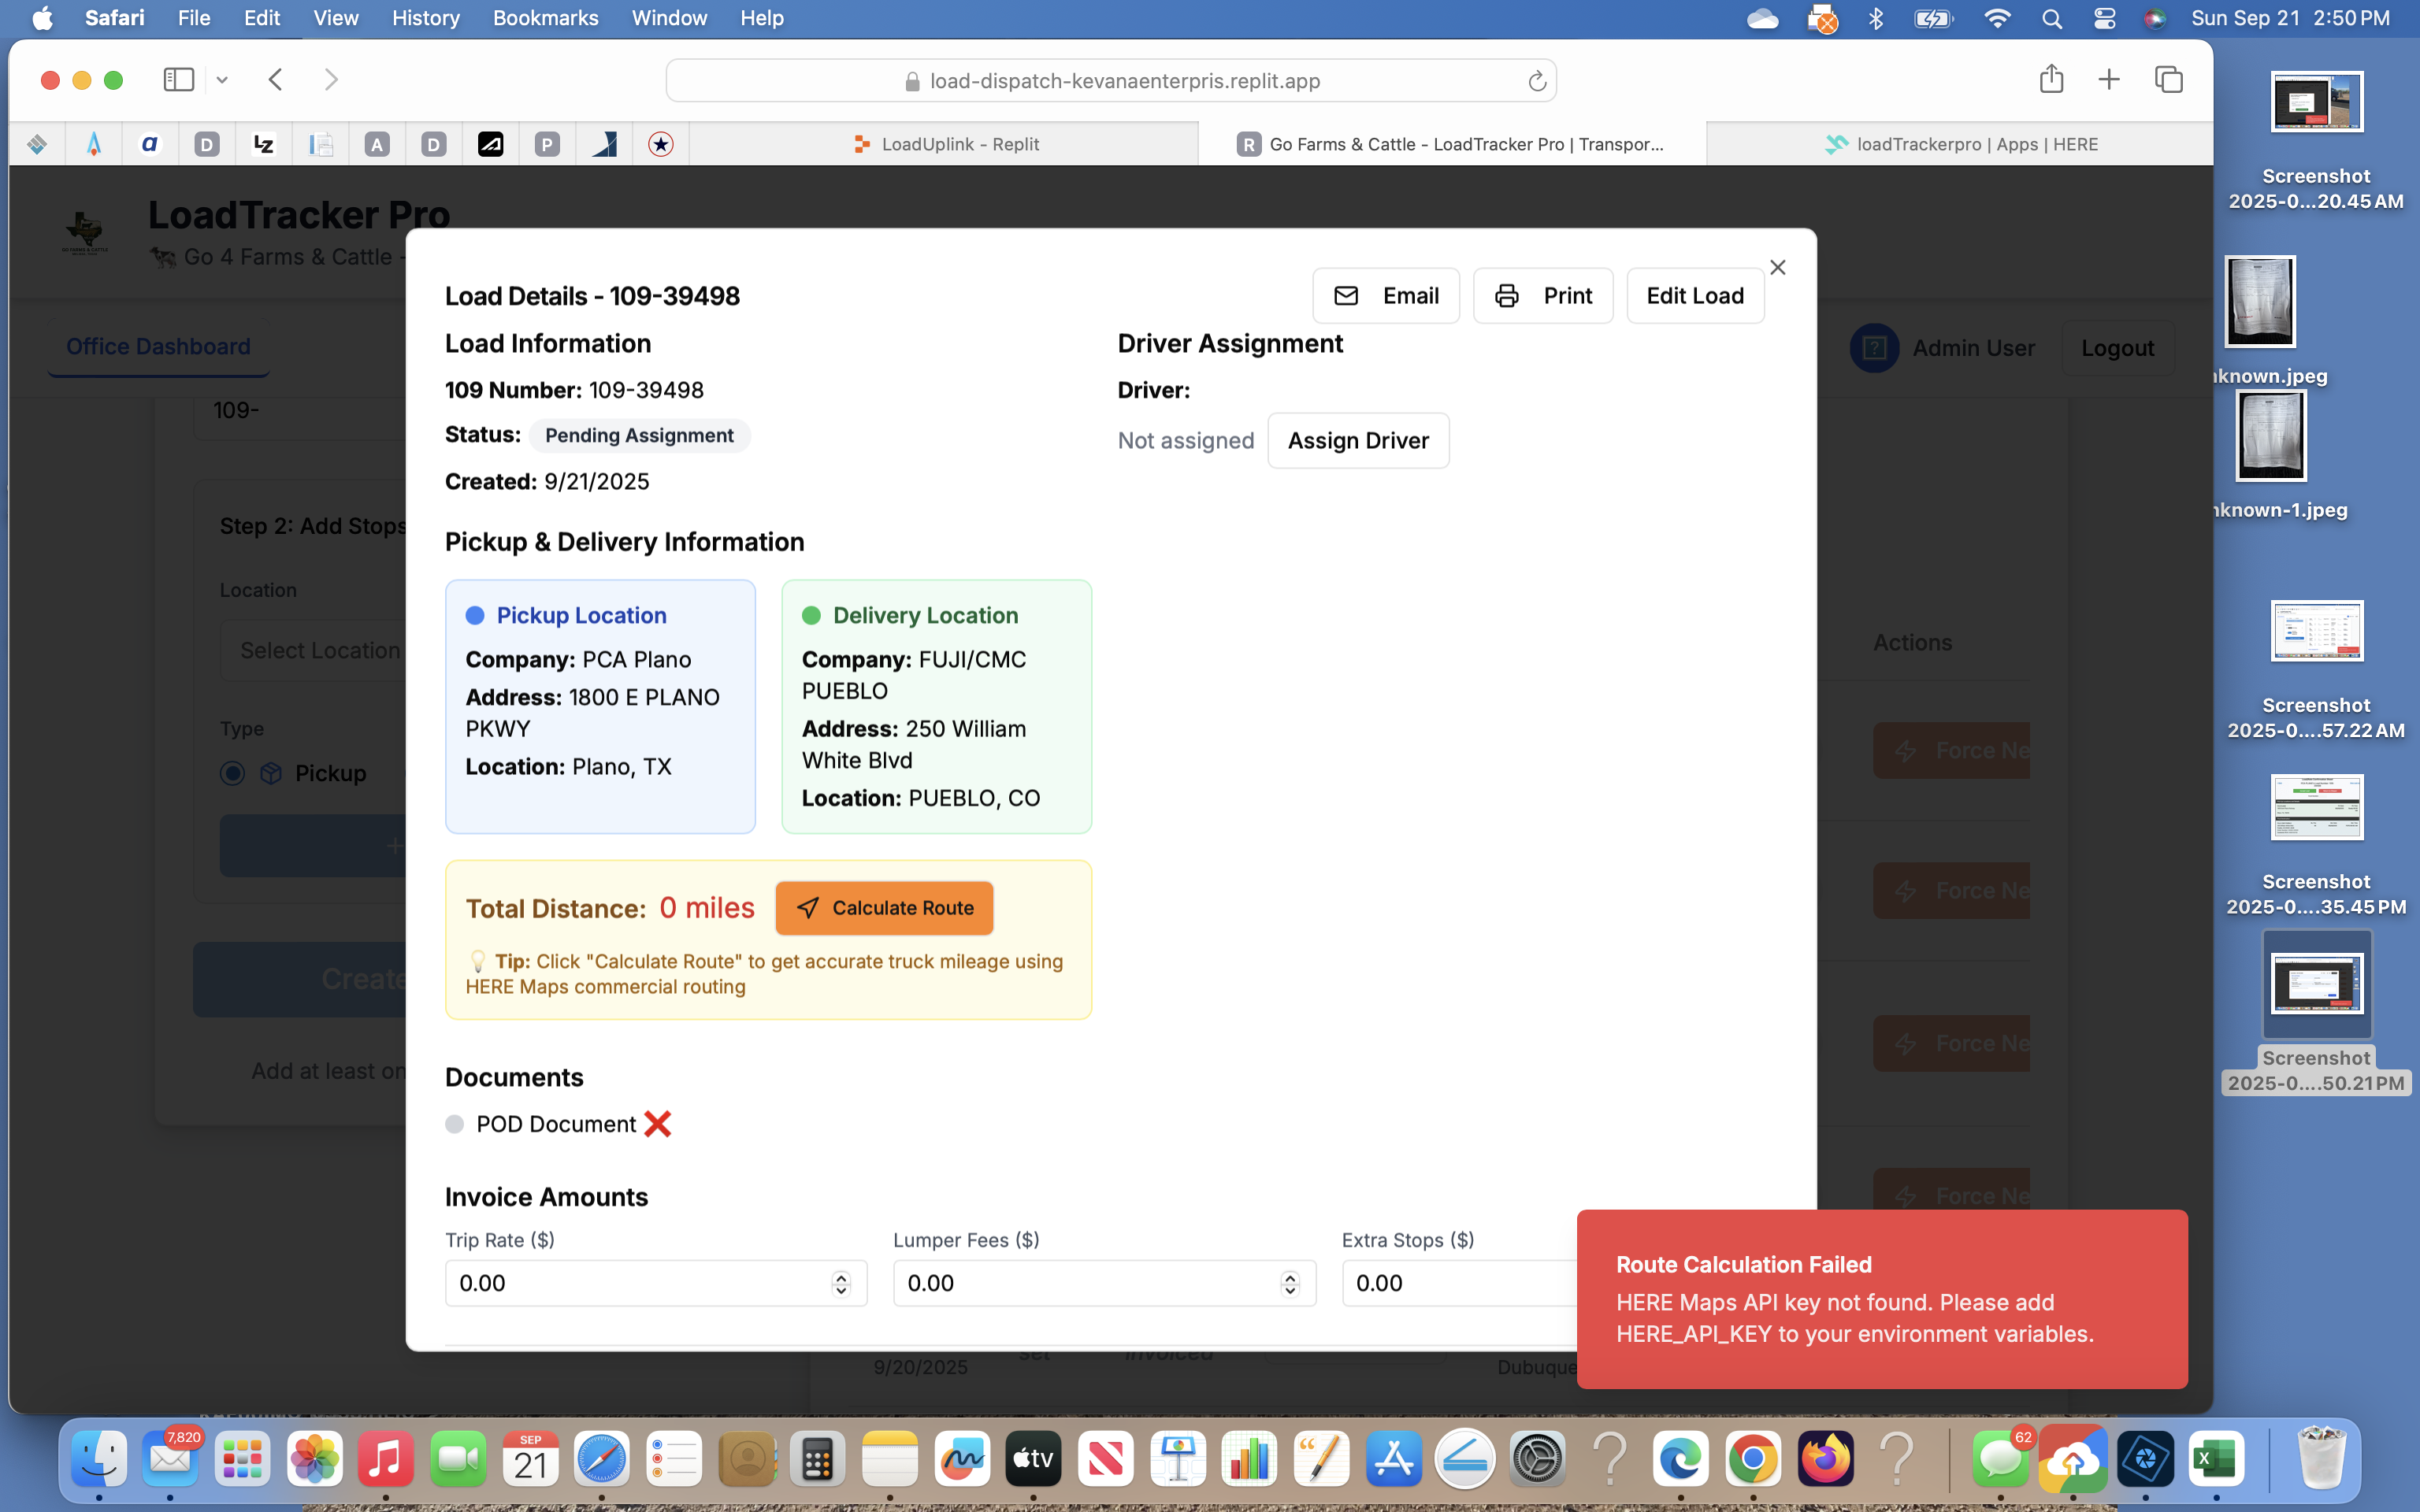 Safari File Edit View History Bookmarks Window Help Sun Sep 21 2:50 PM
load-dispatch-kevanaenterpris.replit.app
a D LZ A D P LoadUplink - Replit R Go Farms & Cattle - LoadTracker Pro | Transpor... loadTrackerpro | Apps | HERE
LoadTracker Pro
Go 4 Farms & Cattle -
Office Dashboard
Admin User
Logout
109-
Step 2: Add Stops
Location
Select Location
Type
Pickup
+
Create
Add at least on
Load Details - 109-39498
Email
Print
Edit Load
Load Information
109 Number: 109-39498
Status: Pending Assignment
Created: 9/21/2025
Driver Assignment
Driver:
Not assigned Assign Driver
Pickup & Delivery Information
Pickup Location
Company: PCA Plano
Address: 1800 E PLANO
PKWY
Location: Plano, TX
Delivery Location
Company: FUJI/CMC
PUEBLO
Address: 250 William
White Blvd
Location: PUEBLO, CO
Total Distance: 0 miles Calculate Route
Tip: Click "Calculate Route" to get accurate truck mileage using
HERE Maps commercial routing
Documents
POD Document
Invoice Amounts
Trip Rate ($)
0.00
Lumper Fees ($)
0.00
Extra Stops ($)
0.00
Actions
Force Ne
Force Ne
Force Ne
Force Ne
9/20/2025
set
invoiced
Dubuque
Route Calculation Failed
HERE Maps API key not found. Please add
HERE_API_KEY to your environment variables.
Screenshot
2025-0...20.45 AM
nknown.jpeg
nknown-1.jpeg
Screenshot
2025-0....57.22 AM
Screenshot
2025-0....35.45 PM
Screenshot
2025-0....50.21 PM
7,820
SEP
21
tv
62